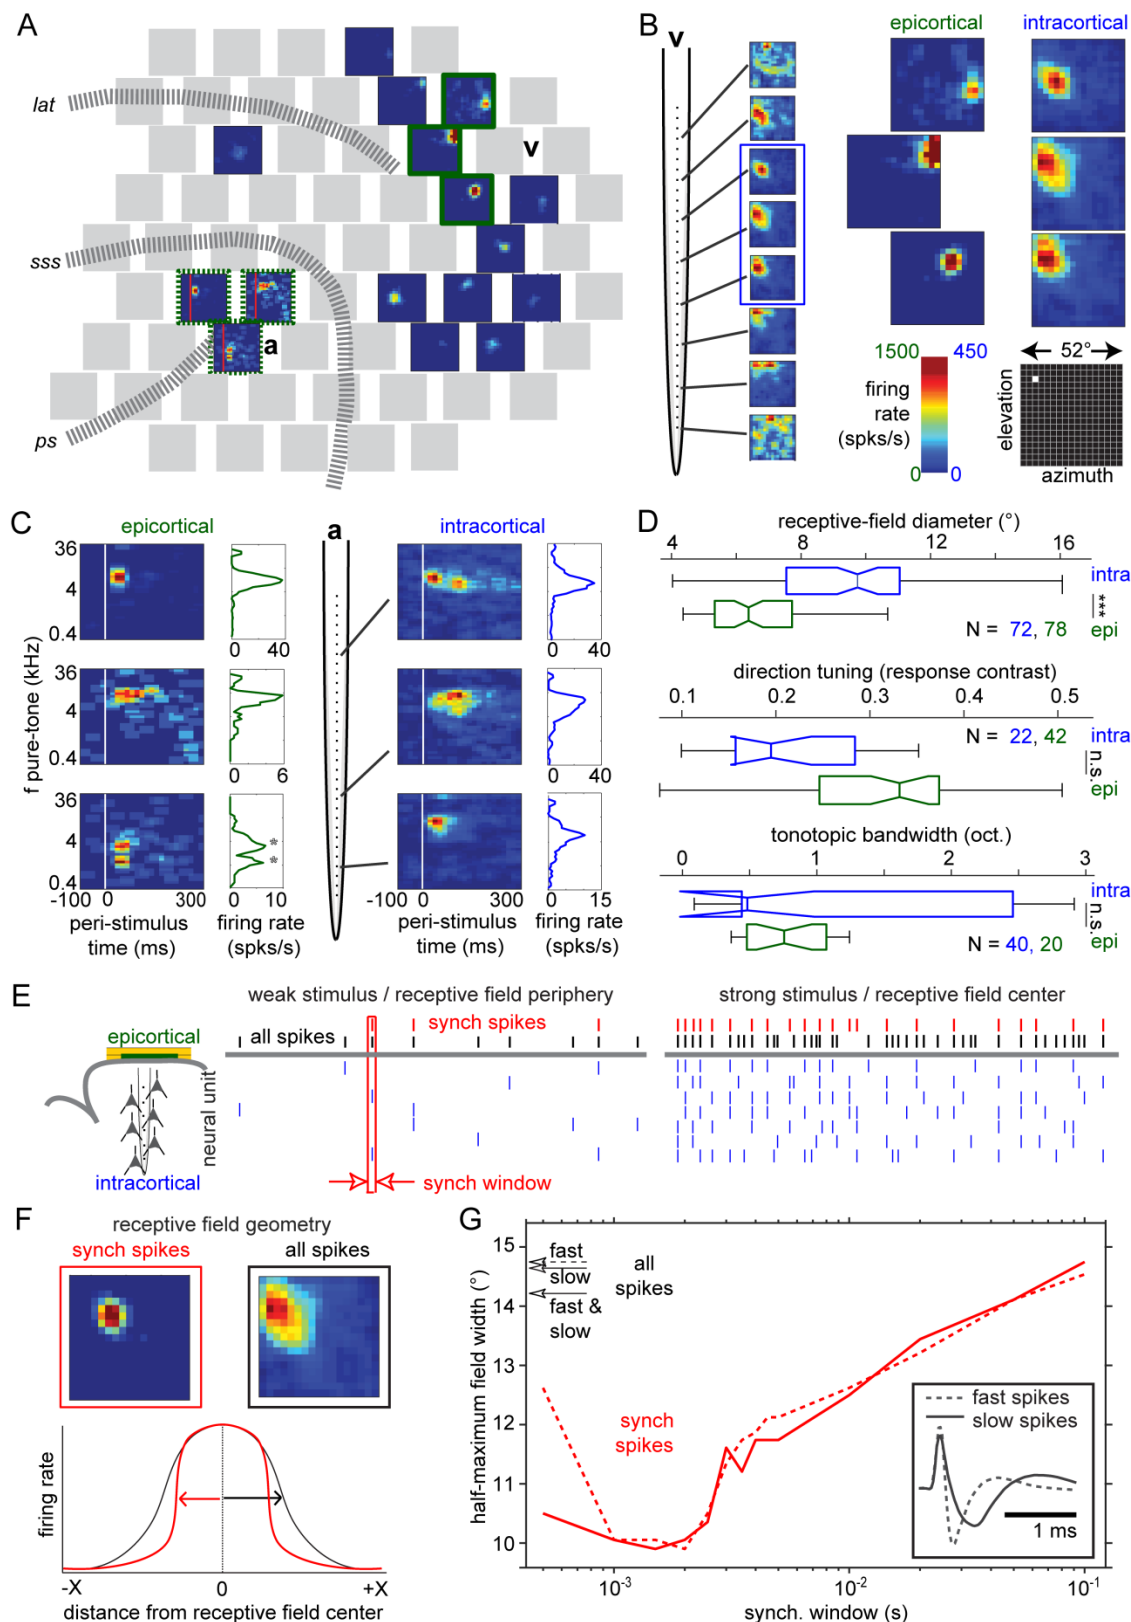 A
lat
v
sss
a
ps
B
v
epicortical
intracortical
1500
450
firing
rate
(spks/s)
0
0
52°
elevation
azimuth
C
epicortical
a
intracortical
f pure-tone (kHz)
36
4
0.4
0 40
0 40
36
4
0.4
0 6
0 40
36
4
0.4
*
*
-100 300
0 10
-100 300
0 15
peri-stimulus
time (ms)
firing rate
(spks/s)
peri-stimulus
time (ms)
firing rate
(spks/s)
D
receptive-field diameter (°)
4 8 12 16
intra
***
epi
N = 72, 78
direction tuning (response contrast)
0.1 0.2 0.3 0.4 0.5
N = 22, 42
intra
n.s.
epi
tonotopic bandwidth (oct.)
0 1 2 3
intra
n.s.
epi
N = 40, 20
E
weak stimulus / receptive field periphery
strong stimulus / receptive field center
epicortical
all spikes
synch spikes
neural unit
intracortical
synch window
F
receptive field geometry
synch spikes
all spikes
firing rate
-X 0 +X
distance from receptive field center
G
half-maximum field width (°)
15
14
13
12
11
10
fast
slow
fast &
slow
all
spikes
synch
spikes
fast spikes
slow spikes
1 ms
10-3 10-2 10-1
synch. window (s)